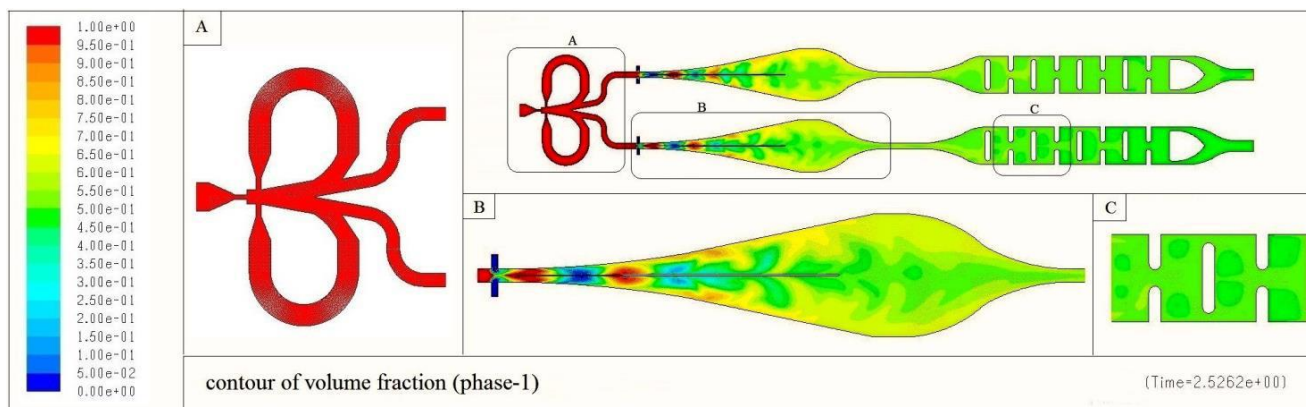 1.00e+00
9.50e-01
9.00e-01
8.50e-01
8.00e-01
7.50e-01
7.00e-01
6.50e-01
6.00e-01
5.50e-01
5.00e-01
4.50e-01
4.00e-01
3.50e-01
3.00e-01
2.50e-01
2.00e-01
1.50e-01
1.00e-01
5.00e-02
0.00e+00
A
A
B
C
B
C
contour of volume fraction (phase-1)
(Time=2.5262e+00)